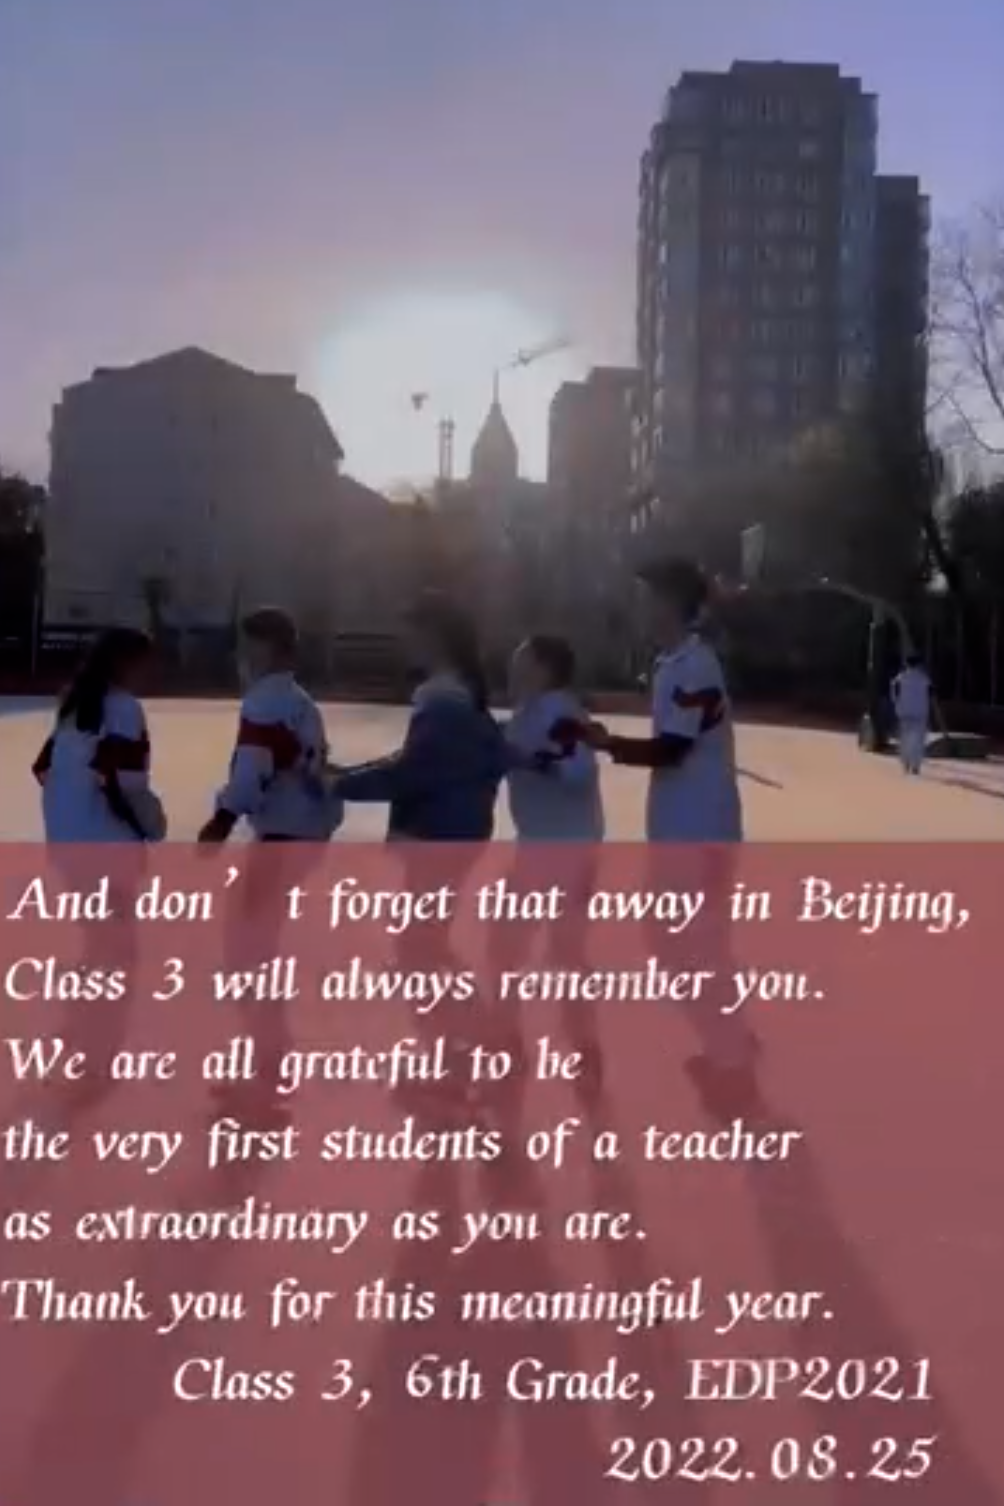 And don’t forget that away in Beijing,
Class 3 will always remember you.
We are all grateful to be
the very first students of a teacher
as extraordinary as you are.
Thank you for this meaningful year.
Class 3, 6th Grade, EDP2021
2022.08.25